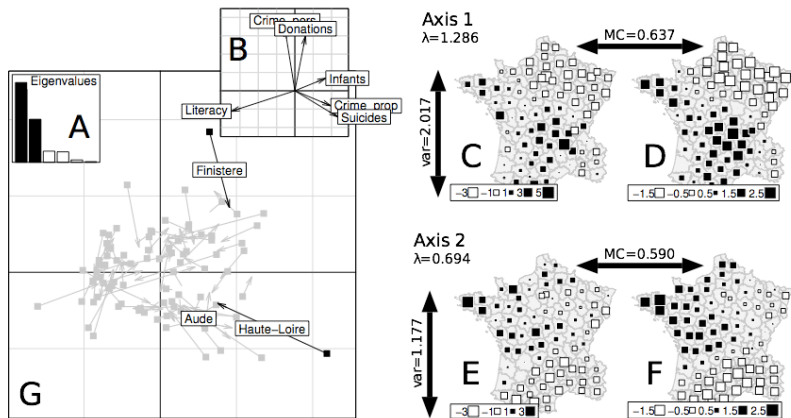 Eigenvalues
A
B
Crime_pers
Donations
Infants
Literacy
Crime_prop
Suicides
Finistere
Aude
Haute-Loire
G
Axis 1
λ=1.286
MC=0.637
var=2.017
C
D
-3 -1 1 3 5
-1.5 -0.5 0.5 1.5 2.5
Axis 2
λ=0.694
MC=0.590
var=1.177
E
F
-3 -1 1 3
-1.5 -0.5 0.5 1.5 2.5